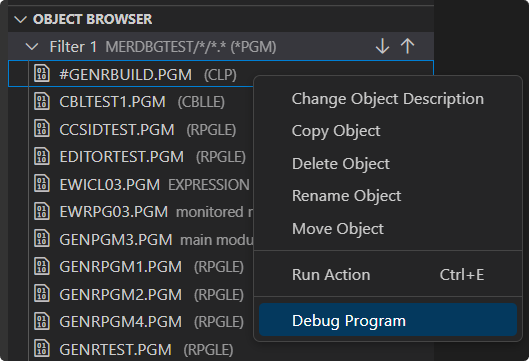 OBJECT BROWSER
Filter 1 MERDBGTEST/*/*.* (*PGM)
#GENRBUILD.PGM (CLP)
CBLTEST1.PGM (CBLLE)
CCSIDTEST.PGM (RPGLE)
EDITORTEST.PGM (RPGLE)
EWICL03.PGM EXPRESSION
EWRPG03.PGM monitored
GENPGM3.PGM main modu
GENRPGM1.PGM (RPGLE)
GENRPGM2.PGM (RPGLE)
GENRPGM4.PGM (RPGLE)
GENRTEST.PGM (RPGLE)
Change Object Description
Copy Object
Delete Object
Rename Object
Move Object
Run Action Ctrl+E
Debug Program